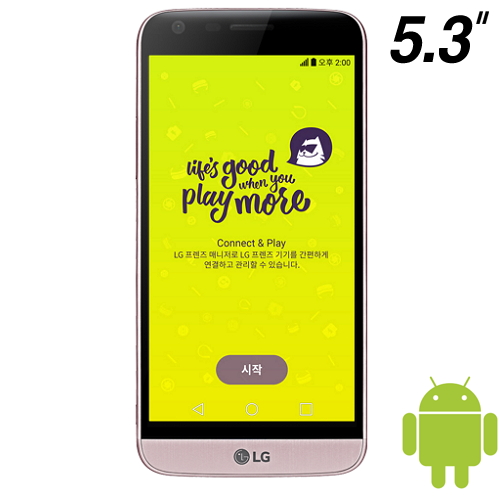 5.3"
오후 2:00
life's good
when you
play more
Connect & Play
LG 프렌즈 매니저로 LG 프렌즈 기기를 간편하게
연결하고 관리할 수 있습니다.
시작
LG